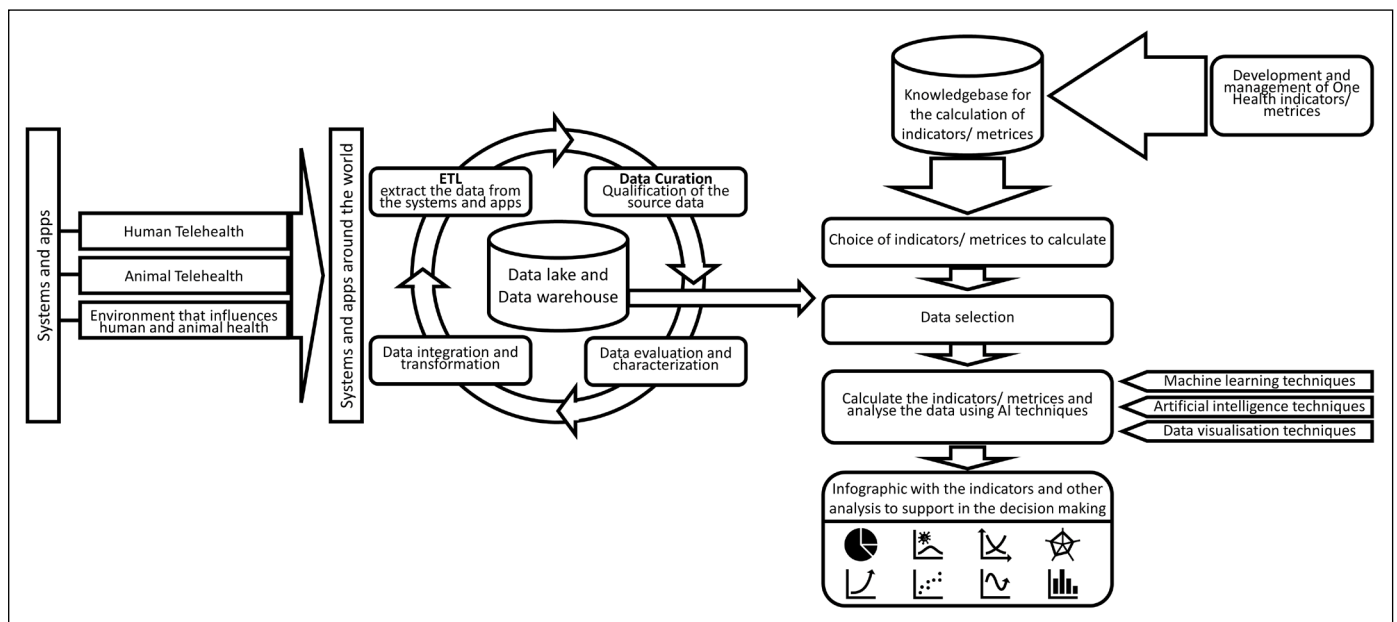 Systems and apps
Human Telehealth
Animal Telehealth
Environment that influences
human and animal health
Systems and apps around the world
ETL
extract the data from
the systems and apps
Data Curation
Qualification of the
source data
Data lake and
Data warehouse
Data integration and
transformation
Data evaluation and
characterization
Knowledgebase for
the calculation of
indicators/ metrices
Development and
management of One
Health indicators/
metrices
Choice of indicators/ metrices to calculate
Data selection
Calculate the indicators/ metrices and
analyse the data using AI techniques
Machine learning techniques
Artificial intelligence techniques
Data visualisation techniques
Infographic with the indicators and other
analysis to support in the decision making